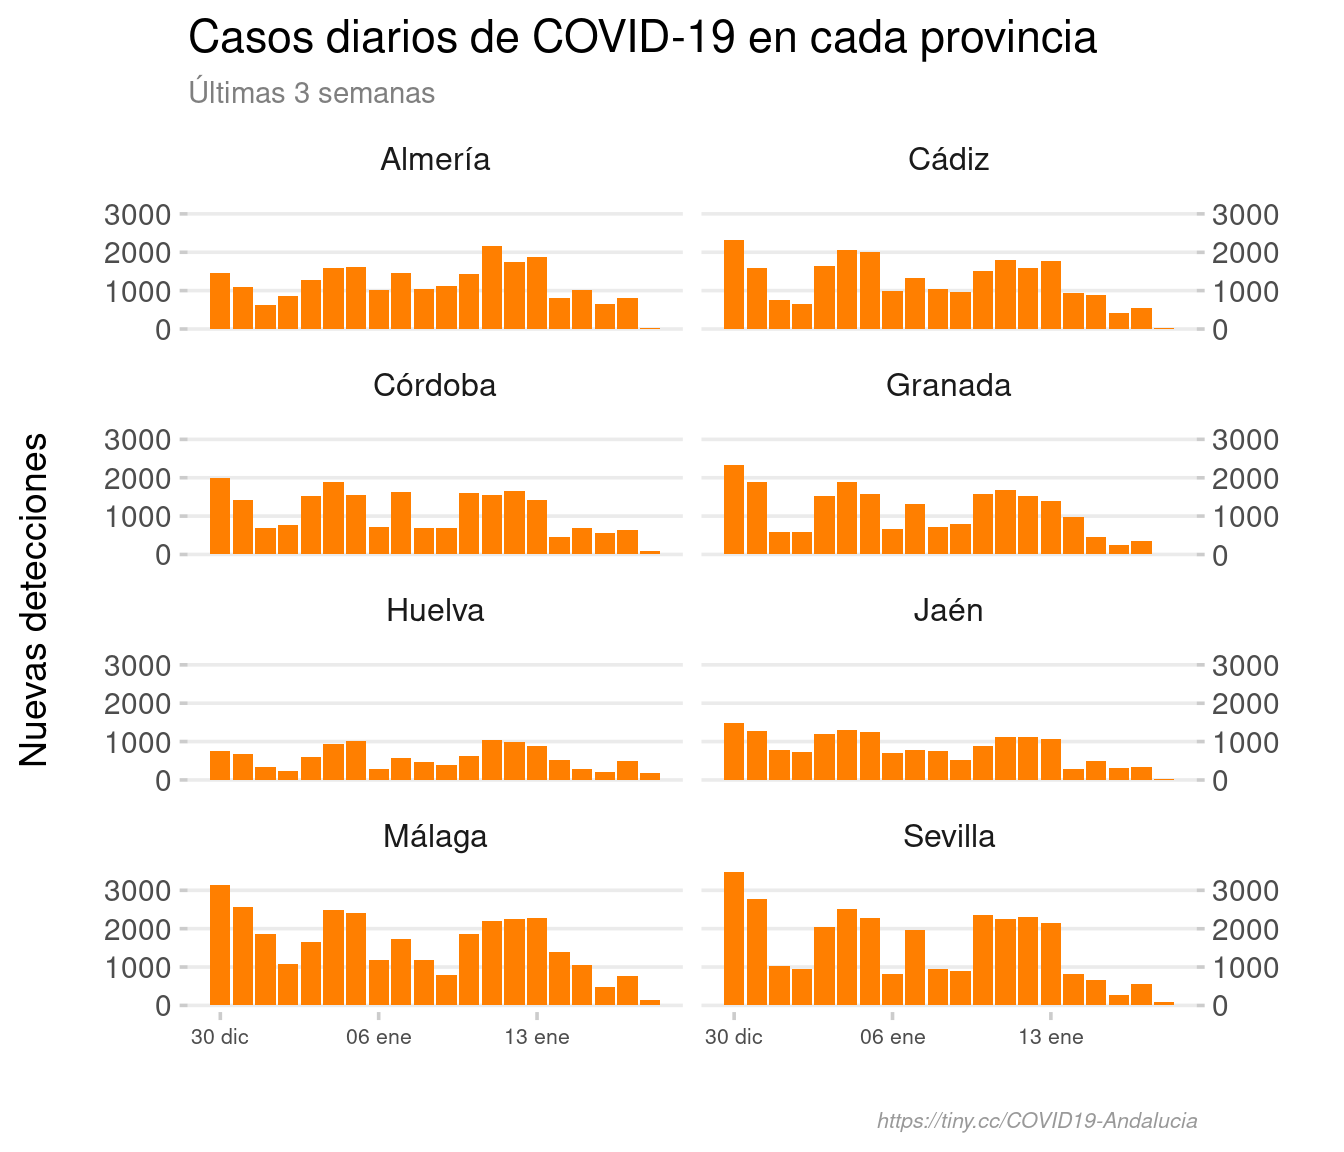 Casos diarios de COVID-19 en cada provincia
Últimas 3 semanas
Almería
Cádiz
3000
2000
1000
0
3000
2000
1000
0
Córdoba
Granada
3000
2000
1000
0
3000
2000
1000
0
Huelva
Jaén
3000
2000
1000
0
3000
2000
1000
0
Málaga
Sevilla
3000
2000
1000
0
3000
2000
1000
0
30 dic 06 ene 13 ene
30 dic 06 ene 13 ene
Nuevas detecciones
https://tiny.cc/COVID19-Andalucia